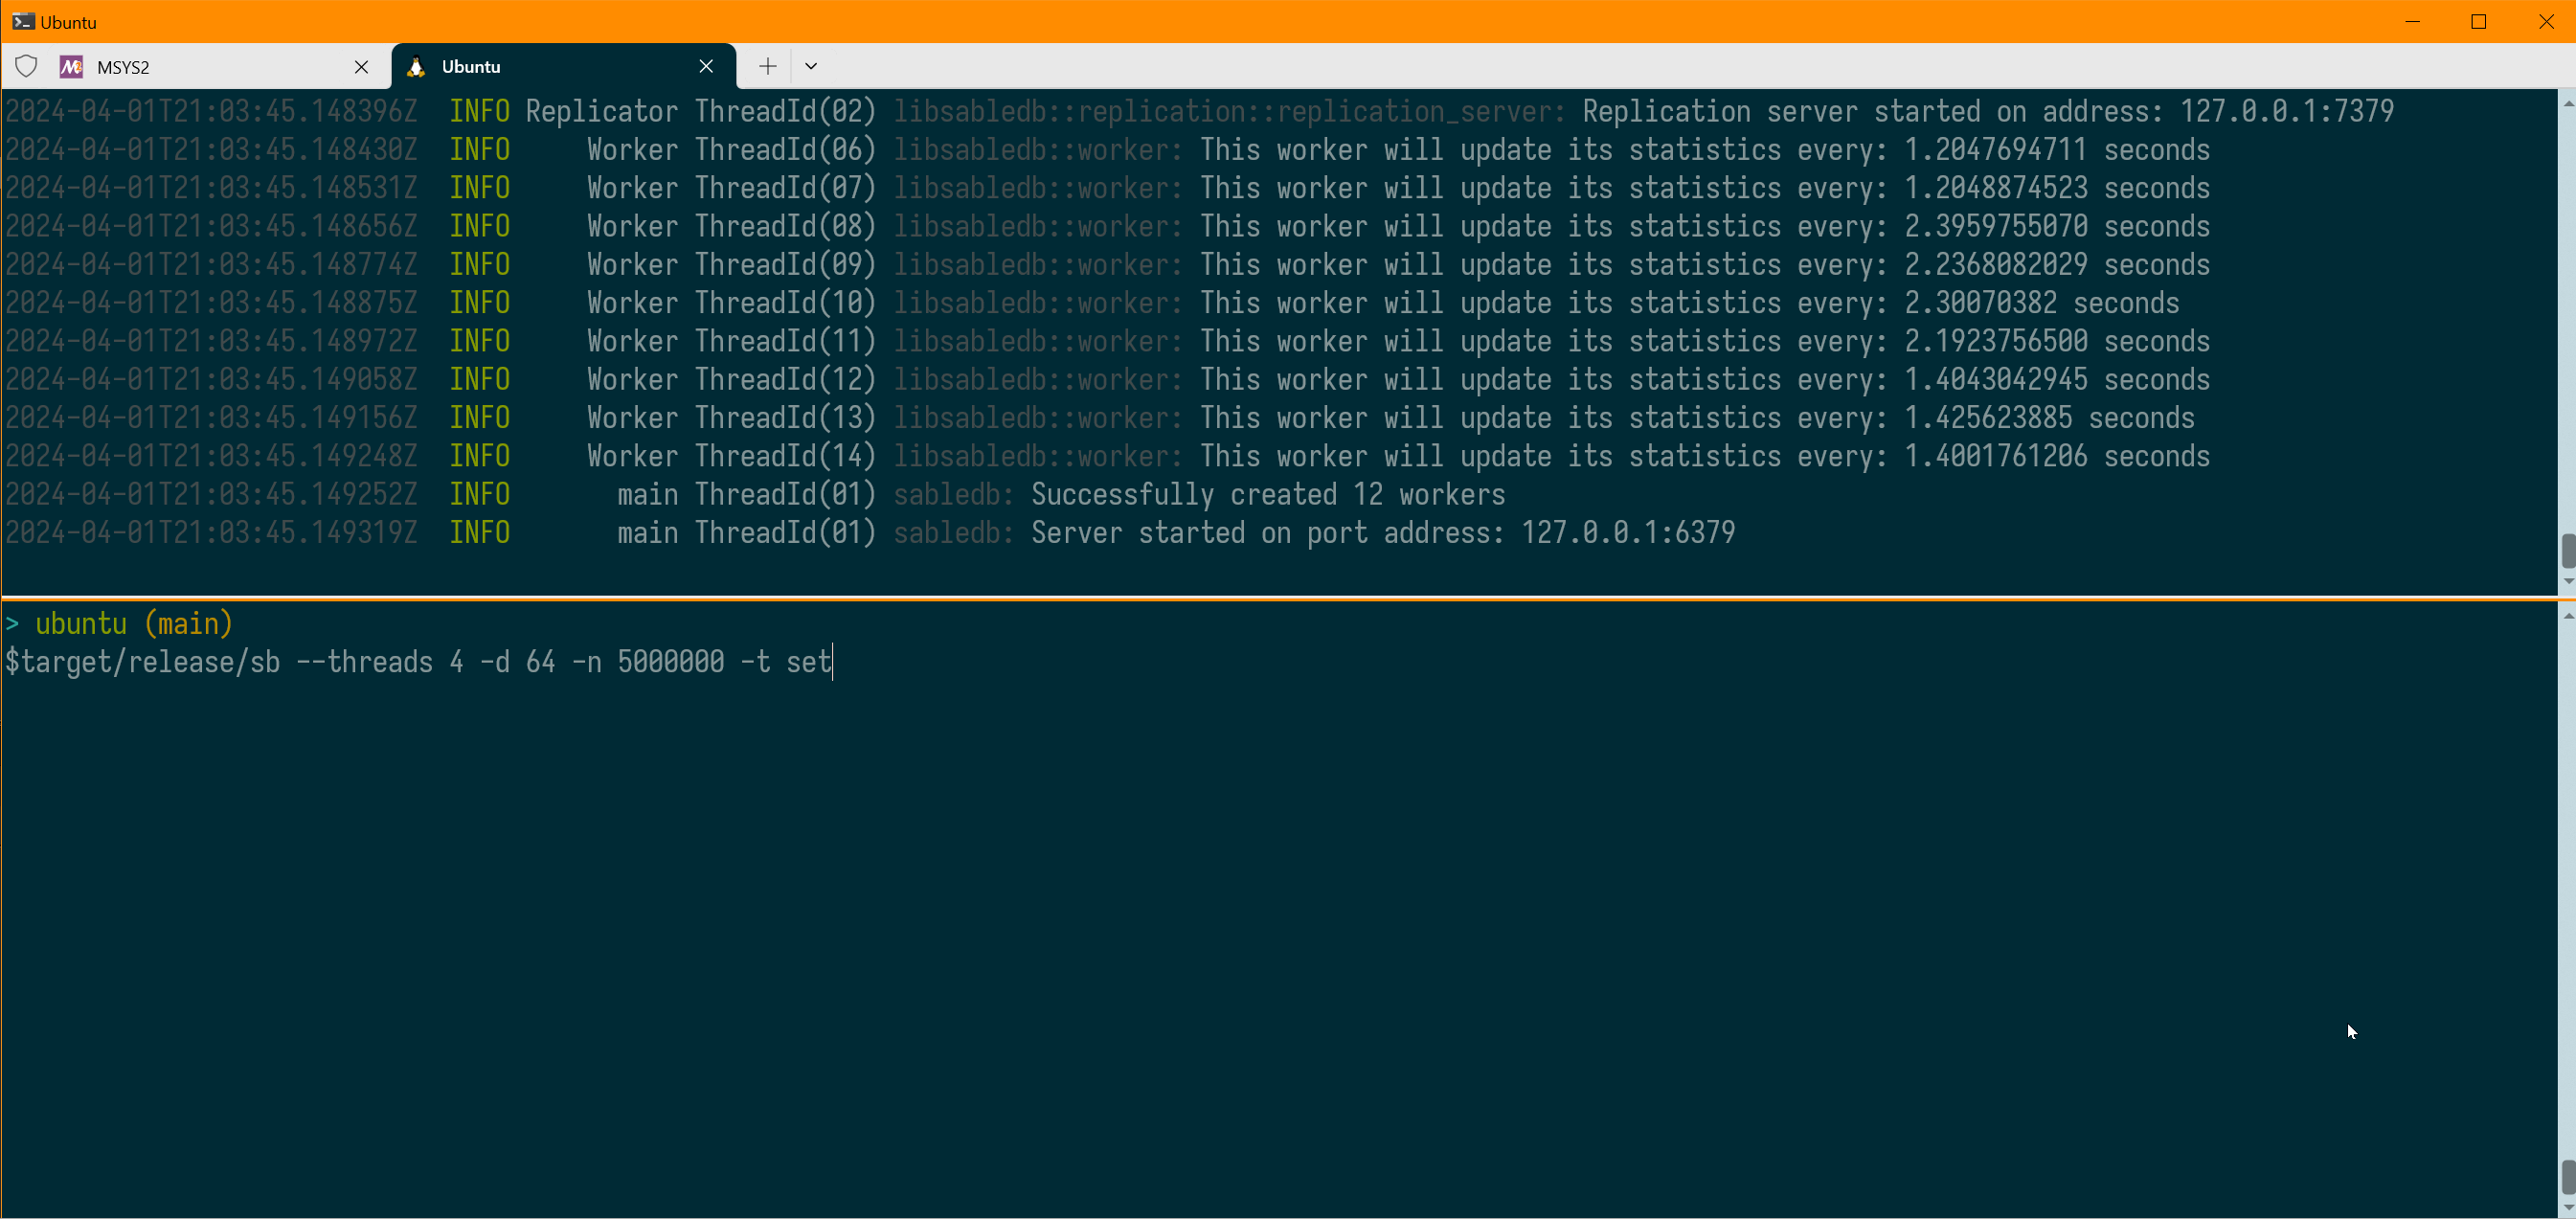 Ubuntu
MSYS2
Ubuntu
2024-04-01T21:03:45.148396Z  INFO Replicator ThreadId(02) libsabledb::replication::replication_server: Replication server started on address: 127.0.0.1:7379
2024-04-01T21:03:45.148430Z  INFO     Worker ThreadId(06) libsabledb::worker: This worker will update its statistics every: 1.2047694711 seconds
2024-04-01T21:03:45.148531Z  INFO     Worker ThreadId(07) libsabledb::worker: This worker will update its statistics every: 1.2048874523 seconds
2024-04-01T21:03:45.148656Z  INFO     Worker ThreadId(08) libsabledb::worker: This worker will update its statistics every: 2.3959755070 seconds
2024-04-01T21:03:45.148774Z  INFO     Worker ThreadId(09) libsabledb::worker: This worker will update its statistics every: 2.2368082029 seconds
2024-04-01T21:03:45.148875Z  INFO     Worker ThreadId(10) libsabledb::worker: This worker will update its statistics every: 2.30070382 seconds
2024-04-01T21:03:45.148972Z  INFO     Worker ThreadId(11) libsabledb::worker: This worker will update its statistics every: 2.1923756500 seconds
2024-04-01T21:03:45.149058Z  INFO     Worker ThreadId(12) libsabledb::worker: This worker will update its statistics every: 1.4043042945 seconds
2024-04-01T21:03:45.149156Z  INFO     Worker ThreadId(13) libsabledb::worker: This worker will update its statistics every: 1.425623885 seconds
2024-04-01T21:03:45.149248Z  INFO     Worker ThreadId(14) libsabledb::worker: This worker will update its statistics every: 1.4001761206 seconds
2024-04-01T21:03:45.149252Z  INFO       main ThreadId(01) sabledb: Successfully created 12 workers
2024-04-01T21:03:45.149319Z  INFO       main ThreadId(01) sabledb: Server started on port address: 127.0.0.1:6379
> ubuntu (main)
$target/release/sb --threads 4 -d 64 -n 5000000 -t set